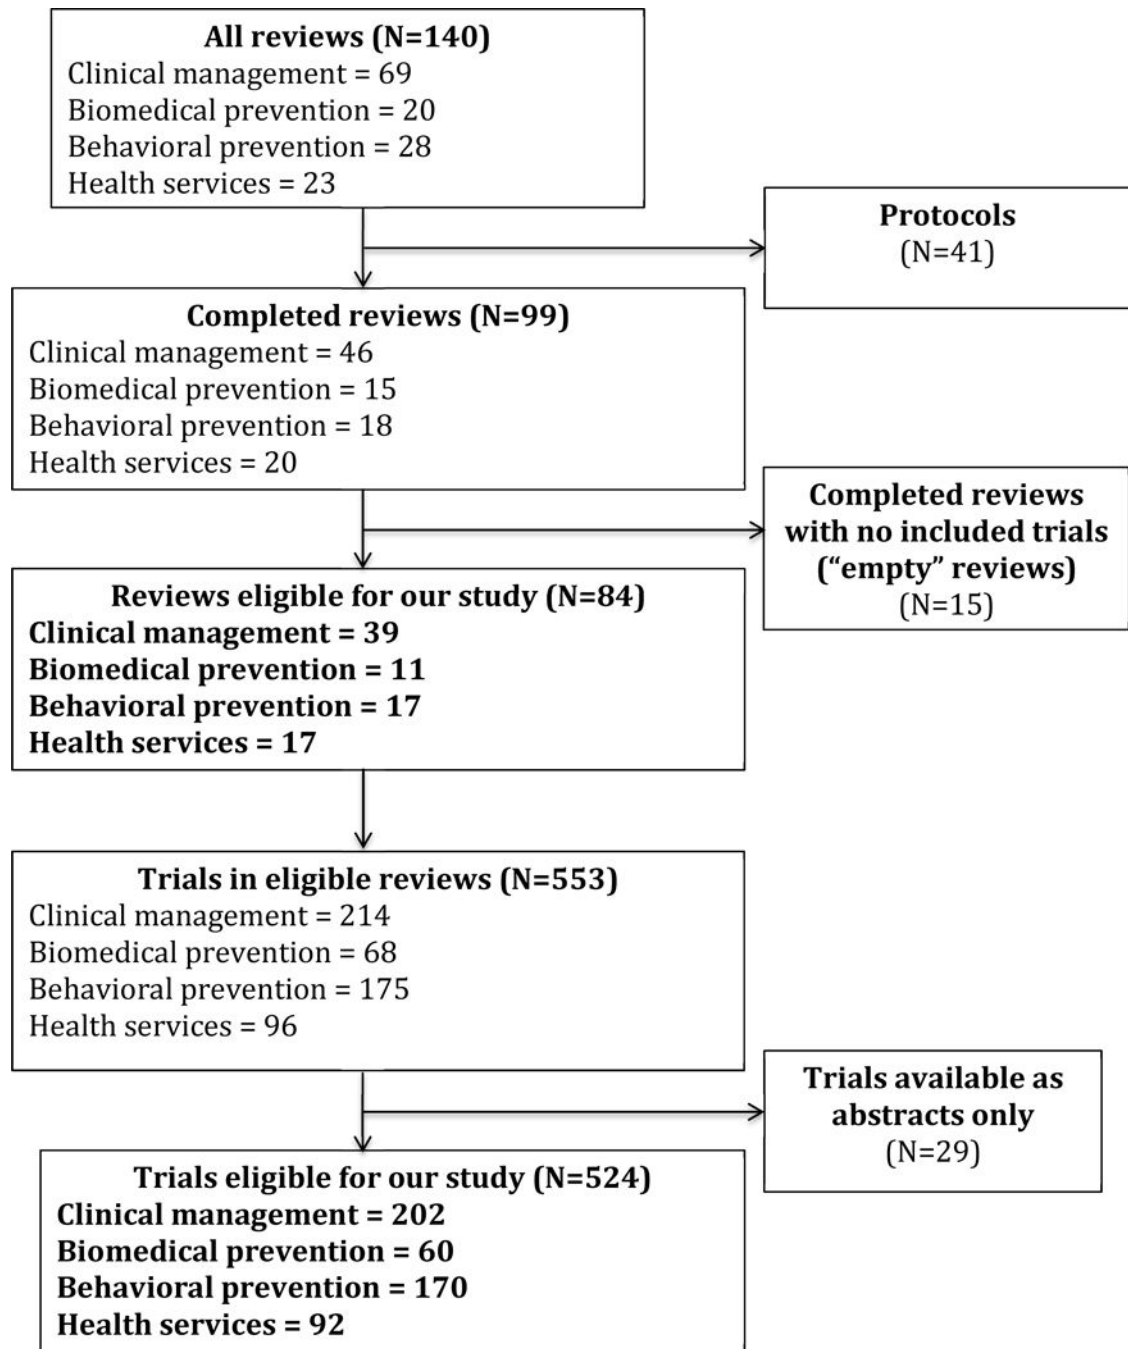 All reviews (N=140)
Clinical management = 69
Biomedical prevention = 20
Behavioral prevention = 28
Health services = 23
Protocols
(N=41)
Completed reviews (N=99)
Clinical management = 46
Biomedical prevention = 15
Behavioral prevention = 18
Health services = 20
Completed reviews
with no included trials
(“empty” reviews)
(N=15)
Reviews eligible for our study (N=84)
Clinical management = 39
Biomedical prevention = 11
Behavioral prevention = 17
Health services = 17
Trials in eligible reviews (N=553)
Clinical management = 214
Biomedical prevention = 68
Behavioral prevention = 175
Health services = 96
Trials available as
abstracts only
(N=29)
Trials eligible for our study (N=524)
Clinical management = 202
Biomedical prevention = 60
Behavioral prevention = 170
Health services = 92